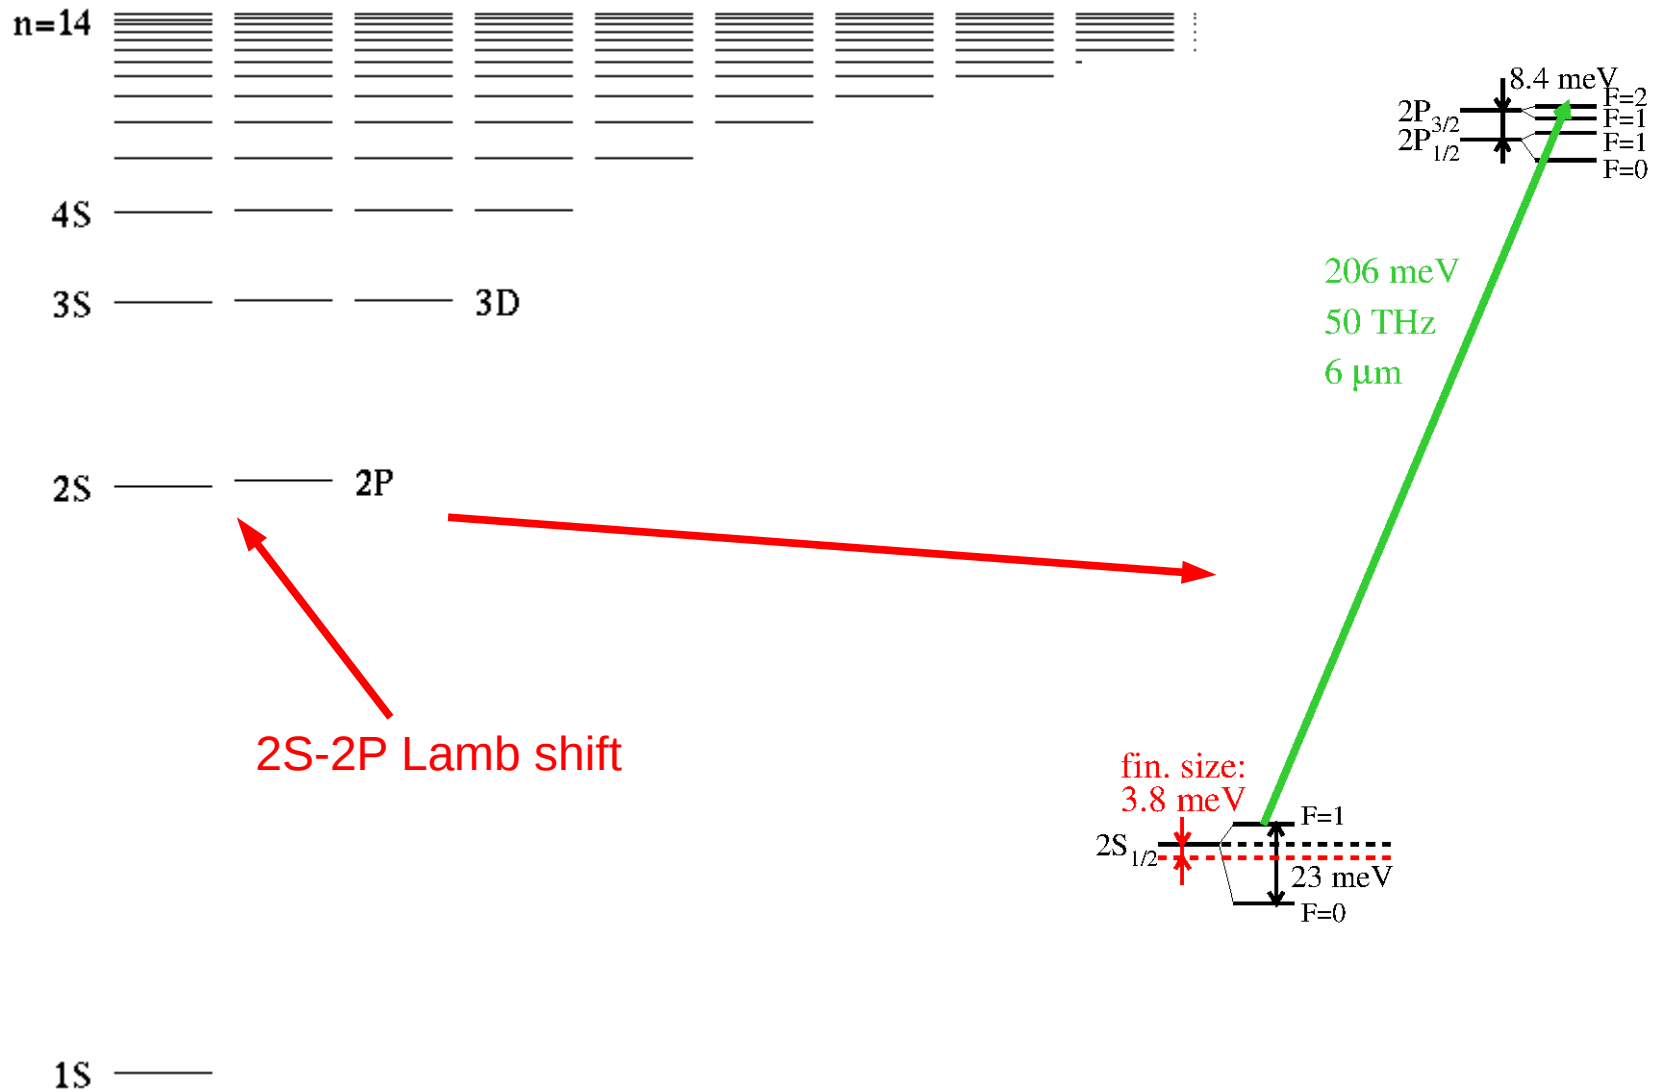 n=14
4S
3S
3D
2S
2P
2S-2P Lamb shift
1S
8.4 meV
2P3/2
2P1/2
F=2
F=1
F=1
F=0
206 meV
50 THz
6 μm
fin. size:
3.8 meV
2S1/2
F=1
23 meV
F=0